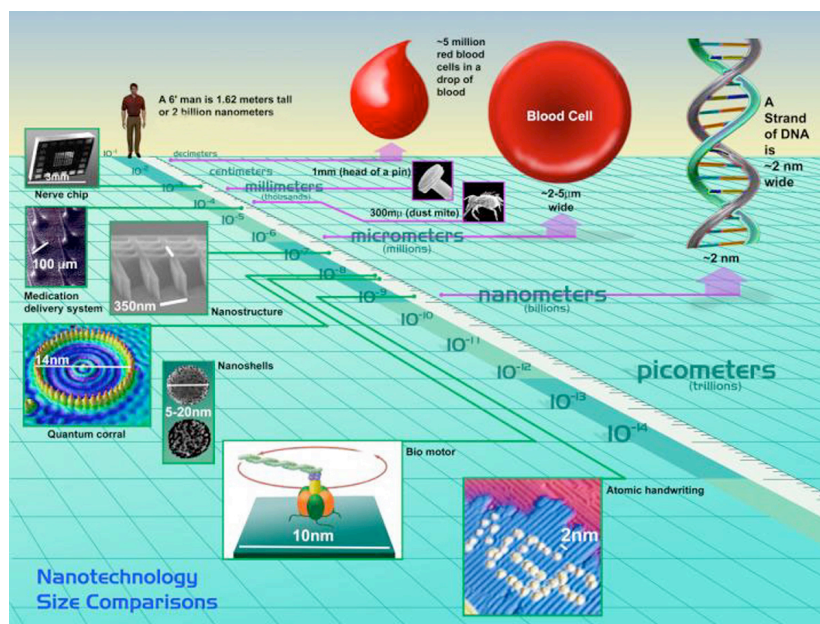 A 6' man is 1.62 meters tall
or 2 billion nanometers
~5 million
red blood
cells in a
drop of
blood
Blood Cell
~2-5µm
wide
A
Strand
of DNA
is
~2 nm
wide
~2 nm
3mm
Nerve chip
100 µm
Medication
delivery system
350nm
Nanostructure
14nm
Quantum corral
Nanoshells
5-20nm
Bio motor
10nm
Atomic handwriting
2nm
10⁻¹
10⁻²
10⁻³
10⁻⁴
10⁻⁵
10⁻⁶
10⁻⁷
10⁻⁸
10⁻⁹
10⁻¹⁰
10⁻¹¹
10⁻¹²
10⁻¹³
10⁻¹⁴
decimeters
centimeters
1mm (head of a pin)
millimeters
(thousands)
300mµ (dust mite)
micrometers
(millions)
nanometers
(billions)
picometers
(trillions)
Nanotechnology
Size Comparisons